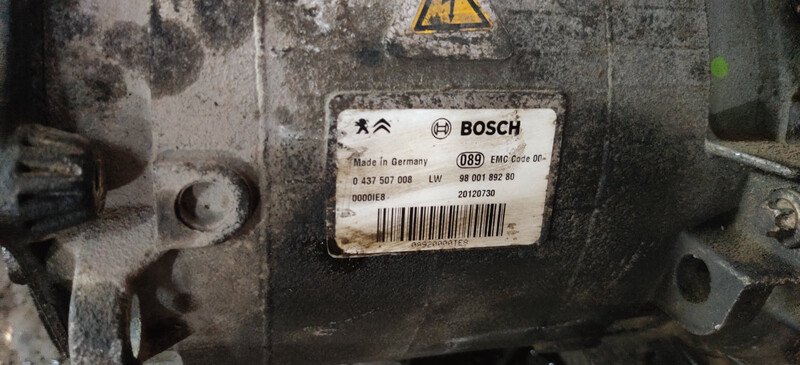 BOSCH
Made in Germany 089 EMC Code 00-
0 437 507 008 LW 98 001 892 80
0000IE8 20120730
08920000IE8